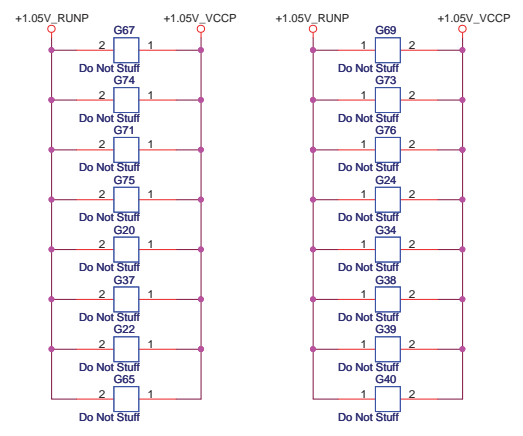 +1.05V_RUNP +1.05V_VCCP
G67
2 1
Do Not Stuff
G74
2 1
Do Not Stuff
G71
2 1
Do Not Stuff
G75
2 1
Do Not Stuff
G20
2 1
Do Not Stuff
G37
2 1
Do Not Stuff
G22
2 1
Do Not Stuff
G65
2 1
Do Not Stuff
+1.05V_RUNP +1.05V_VCCP
G69
1 2
Do Not Stuff
G73
1 2
Do Not Stuff
G76
1 2
Do Not Stuff
G24
1 2
Do Not Stuff
G34
1 2
Do Not Stuff
G38
1 2
Do Not Stuff
G39
1 2
Do Not Stuff
G40
1 2
Do Not Stuff